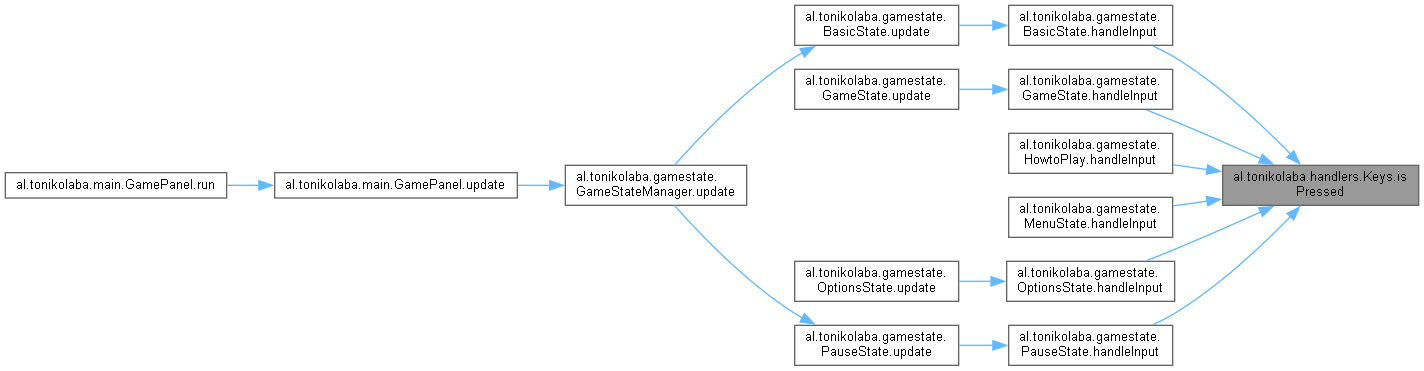 al.tonikolaba.gamestate.
BasicState.update
al.tonikolaba.gamestate.
BasicState.handleInput
al.tonikolaba.gamestate.
GameState.update
al.tonikolaba.gamestate.
GameState.handleInput
al.tonikolaba.gamestate.
HowtoPlay.handleInput
al.tonikolaba.main.GamePanel.run
al.tonikolaba.main.GamePanel.update
al.tonikolaba.gamestate.
GameStateManager.update
al.tonikolaba.handlers.Keys.is
Pressed
al.tonikolaba.gamestate.
MenuState.handleInput
al.tonikolaba.gamestate.
OptionsState.update
al.tonikolaba.gamestate.
OptionsState.handleInput
al.tonikolaba.gamestate.
PauseState.update
al.tonikolaba.gamestate.
PauseState.handleInput